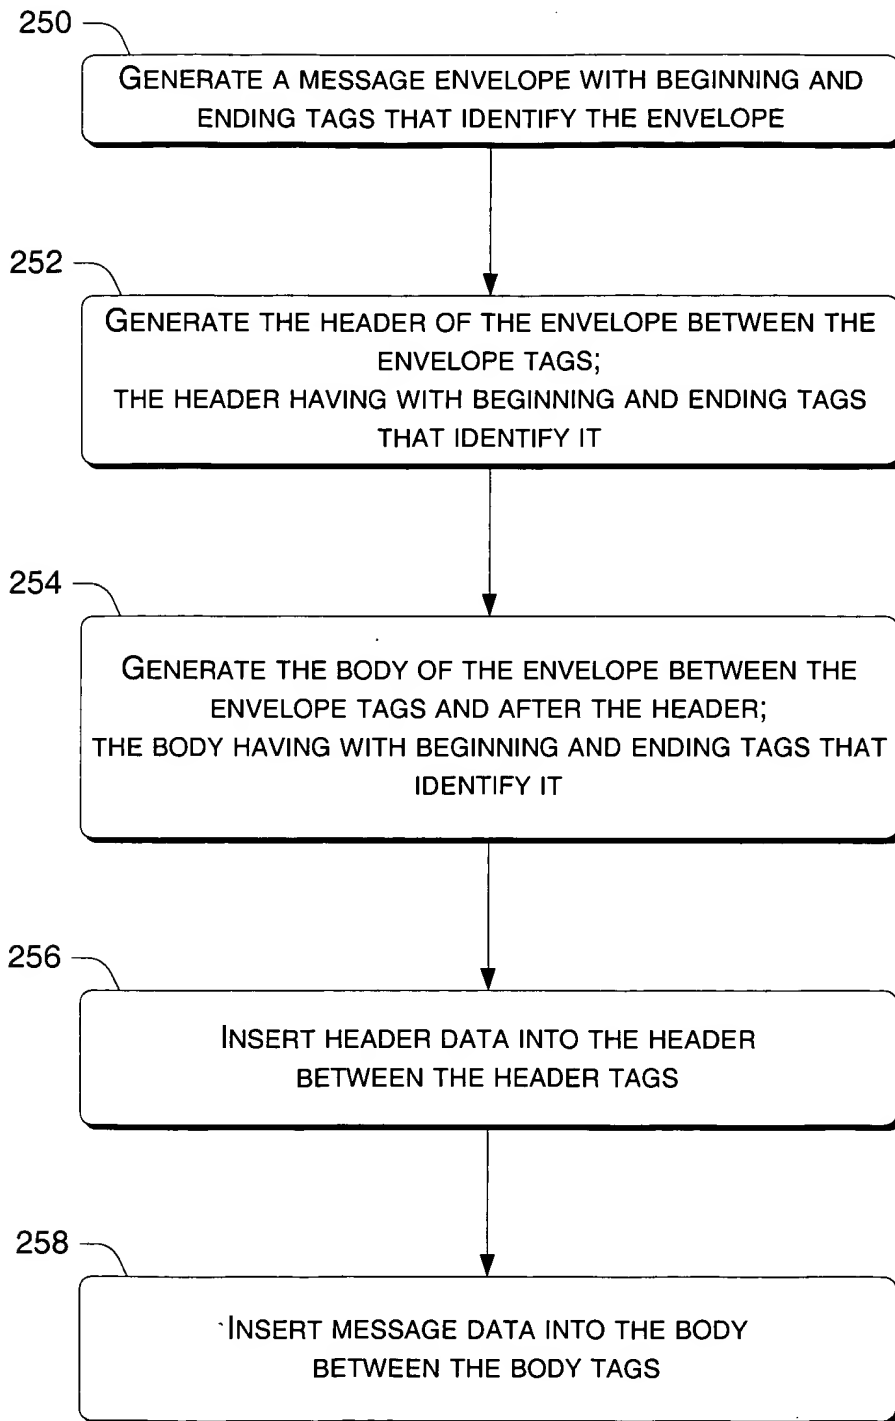 250
GENERATE A MESSAGE ENVELOPE WITH BEGINNING AND
ENDING TAGS THAT IDENTIFY THE ENVELOPE
252
GENERATE THE HEADER OF THE ENVELOPE BETWEEN THE
ENVELOPE TAGS;
THE HEADER HAVING WITH BEGINNING AND ENDING TAGS
THAT IDENTIFY IT
254
GENERATE THE BODY OF THE ENVELOPE BETWEEN THE
ENVELOPE TAGS AND AFTER THE HEADER;
THE BODY HAVING WITH BEGINNING AND ENDING TAGS THAT
IDENTIFY IT
256
INSERT HEADER DATA INTO THE HEADER
BETWEEN THE HEADER TAGS
258
INSERT MESSAGE DATA INTO THE BODY
BETWEEN THE BODY TAGS